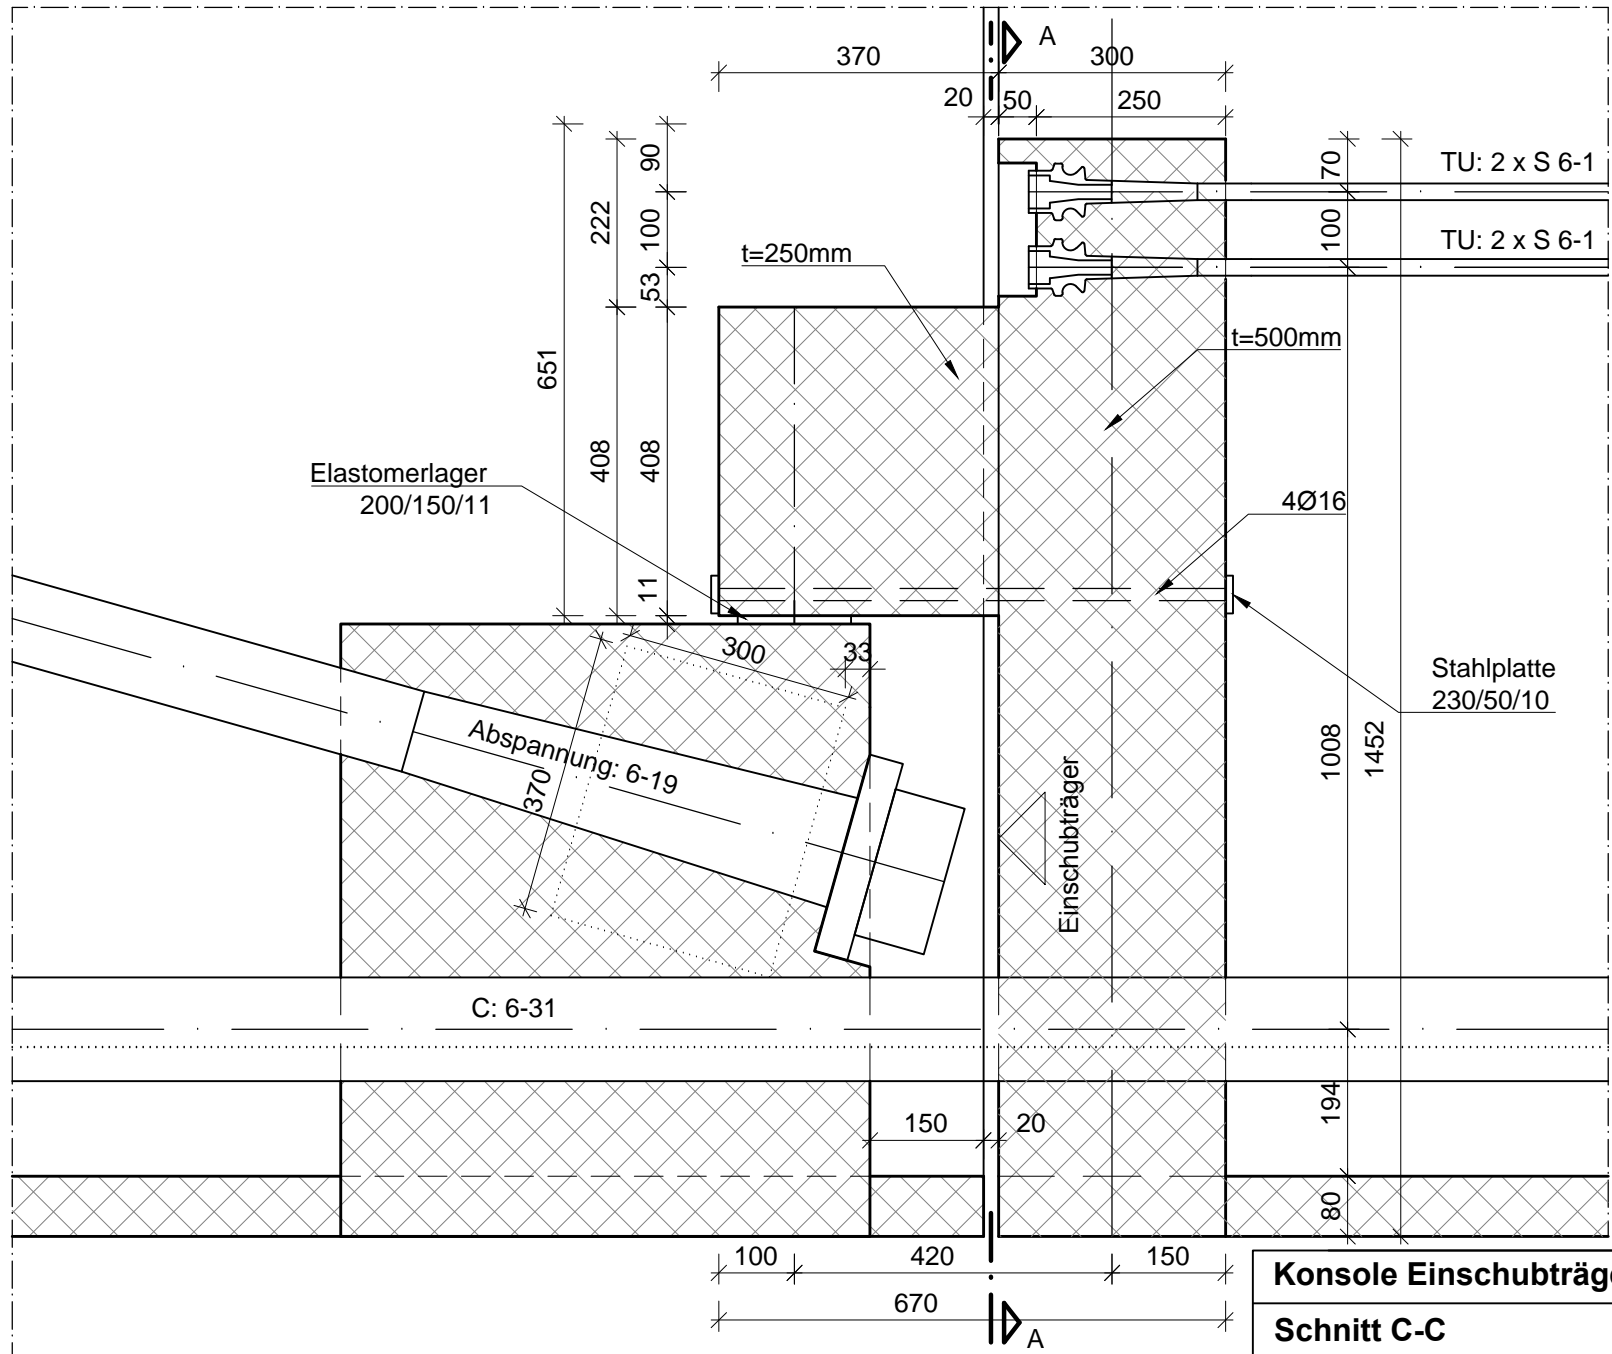 A
370
300
20
50
250
90
70
TU: 2 x S 6-1
222
100
100
TU: 2 x S 6-1
t=250mm
53
t=500mm
651
408
408
Elastomerlager
200/150/11
4Ø16
11
300
33
Stahlplatte
230/50/10
Abspannung: 6-19
370
1008
1452
Einschubträger
C: 6-31
150
20
194
80
100
420
150
670
A
Konsole Einschubträge
Schnitt C-C